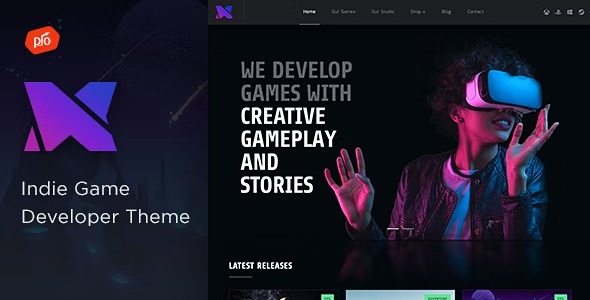 pro
Indie Game
Developer Theme
Home
Our Games
Our Studio
Shop
Blog
Contact
WE DEVELOP
GAMES WITH
CREATIVE
GAMEPLAY
AND
STORIES
LATEST RELEASES